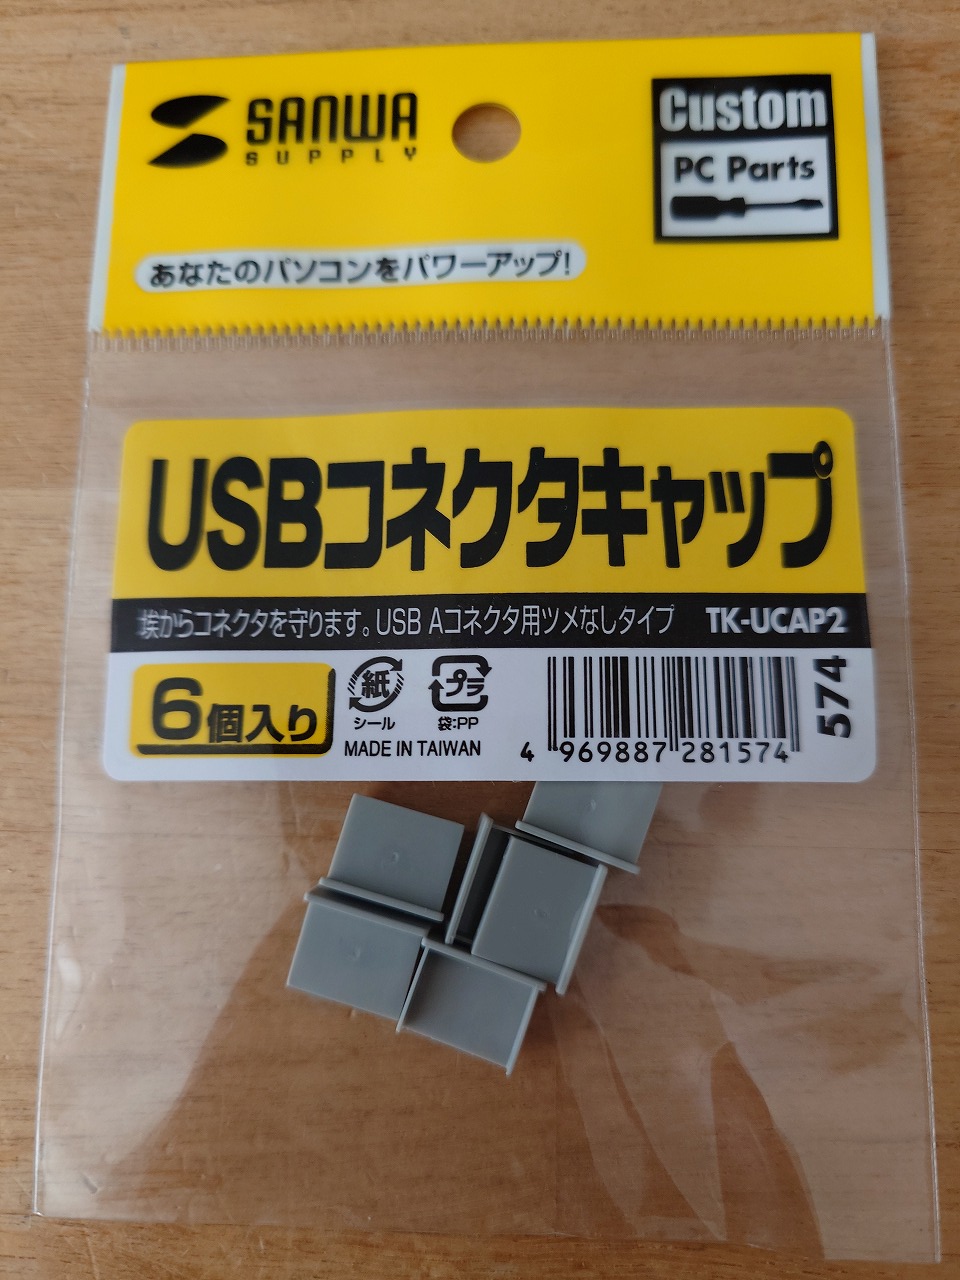 SANWA
SUPPLY
Custom
PC Parts
あなたのパソコンをパワーアップ!
USBコネクタキャップ
埃からコネクタを守ります。USB Aコネクタ用ツメなしタイプ TK-UCAP2
6個入り
紙
シール
プラ
袋:PP
MADE IN TAIWAN
4 969887 281574
574